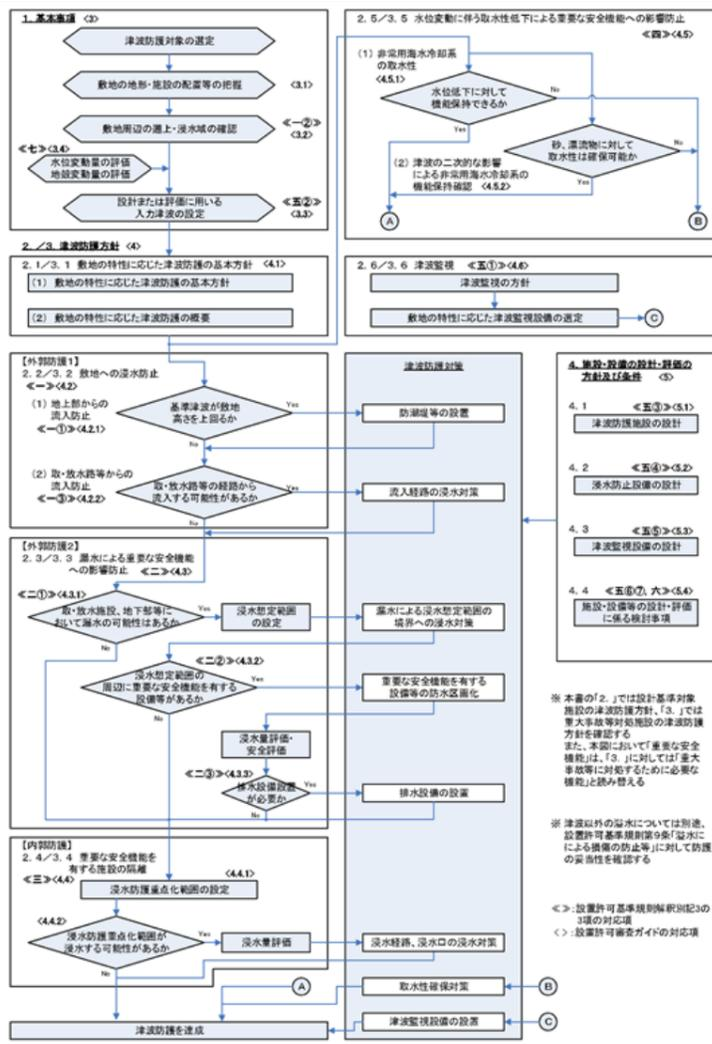 1．基本事項 <3>
津波防護対象の選定
敷地の地形・施設の配置等の把握
<3.1>
敷地周辺の遡上・浸水域の確認
≪一②≫
<3.2>
≪七≫<3.4>
水位変動量の評価
地殻変動量の評価
設計または評価に用いる
入力津波の設定
≪五②≫
<3.3>
2．／3．津波防護方針 <4>
2．1／3．1 敷地の特性に応じた津波防護の基本方針 <4.1>
(1) 敷地の特性に応じた津波防護の基本方針
(2) 敷地の特性に応じた津波防護の概要
2．5／3．5 水位変動に伴う取水性低下による重要な安全機能への影響防止
≪四≫<4.5>
(1) 非常用海水冷却系
の取水性
<4.5.1>
水位低下に対して
機能保持できるか
No
Yes
砂、漂流物に対して
取水性は確保可能か
No
Yes
(2) 津波の二次的な影響
による非常用海水冷却系の
機能保持確認 <4.5.2>
A
B
2．6／3．6 津波監視 ≪五①≫<4.6>
津波監視の方針
敷地の特性に応じた津波監視設備の選定
C
【外郭防護1】
2．2／3．2 敷地への浸水防止
≪一≫<4.2>
(1) 地上部からの
流入防止
≪一①≫<4.2.1>
基準津波が敷地
高さを上回るか
Yes
No
(2) 取・放水路等からの
流入防止
≪一③≫<4.2.2>
取・放水路等の経路から
流入する可能性があるか
Yes
No
津波防護対策
防潮堤等の設置
流入経路の浸水対策
【外郭防護2】
2．3／3．3 漏水による重要な安全機能
への影響防止 ≪二≫<4.3>
≪二①≫<4.3.1>
取・放水施設、地下部等に
おいて漏水の可能性はあるか
Yes
No
浸水想定範囲
の設定
漏水による浸水想定範囲の
境界への浸水対策
≪二②≫<4.3.2>
浸水想定範囲の
周辺に重要な安全機能を有する
設備等があるか
Yes
No
重要な安全機能を有する
設備等の防水区画化
浸水量評価・
安全評価
≪二③≫<4.3.3>
排水設備設置
が必要か
Yes
No
排水設備の設置
【内郭防護】
2．4／3．4 重要な安全機能を
有する施設の隔離
≪三≫<4.4>
<4.4.1>
浸水防護重点化範囲の設定
<4.4.2>
浸水防護重点化範囲が
浸水する可能性があるか
Yes
No
浸水量評価
浸水経路、浸水口の浸水対策
A
取水性確保対策
B
津波監視設備の設置
C
津波防護を達成
4．施設・設備の設計・評価の
方針及び条件 <5>
4．1 ≪五③≫<5.1>
津波防護施設の設計
4．2 ≪五④≫<5.2>
浸水防止設備の設計
4．3 ≪五⑤≫<5.3>
津波監視設備の設計
4．4 ≪五⑥⑦，六≫<5.4>
施設・設備等の設計・評価
に係る検討事項
※ 本書の「2．」では設計基準対象
施設の津波防護方針、「3．」では
重大事故等対処施設の津波防護
方針を確認する
また、本図において「重要な安全
機能」は、「3．」に対しては「重大
事故等に対処するために必要な
機能」と読み替える
※ 津波以外の溢水については別途、
設置許可基準規則第9条「溢水に
による損傷の防止等」に対して防護
の妥当性を確認する
≪≫：設置許可基準規則解釈別記3の
3項の対応項
<>：設置許可審査ガイドの対応項